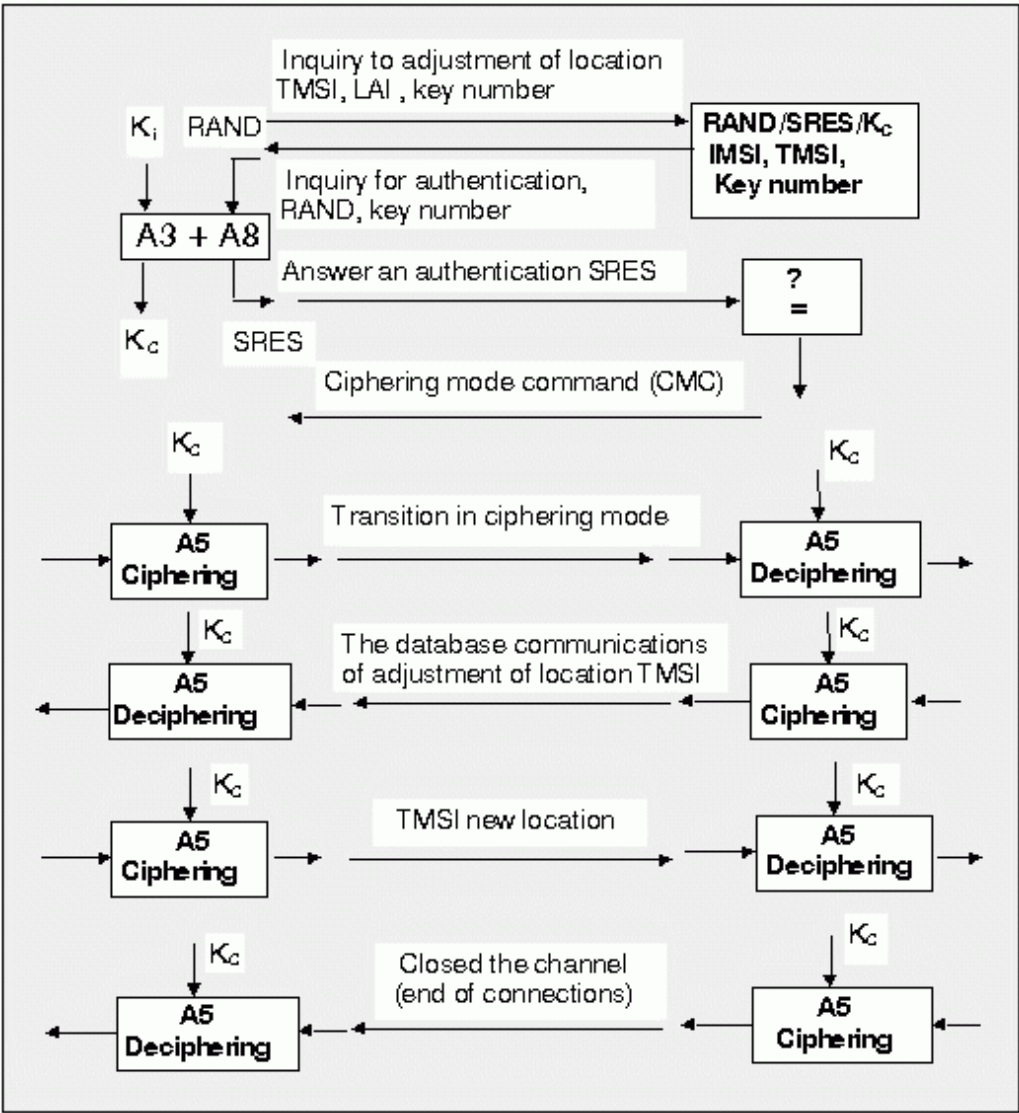 Inquiry to adjustment of location
TMSI, LAI , key number
Ki RAND
RAND/SRES/Kc
IMSI, TMSI,
Key number
Inquiry for authentication,
RAND, key number
A3 + A8
Answer an authentication SRES
?
=
Kc
SRES
Ciphering mode command (CMC)
Kc
Kc
Transition in ciphering mode
A5
Ciphering
A5
Deciphering
Kc
The database communications
of adjustment of location TMSI
Kc
A5
Deciphering
A5
Ciphering
Kc
TMSI new location
Kc
A5
Ciphering
A5
Deciphering
Kc
Closed the channel
(end of connections)
Kc
A5
Deciphering
A5
Ciphering